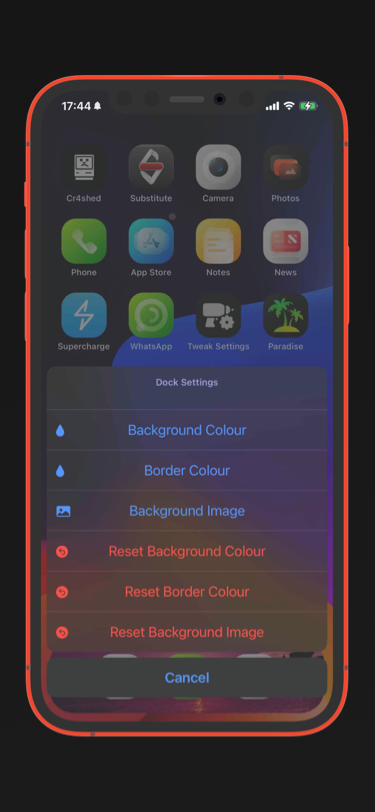 17:44
Cr4shed
Substitute
Camera
Photos
Phone
App Store
Notes
News
Supercharge
WhatsApp
Tweak Settings
Paradise
Dock Settings
Background Colour
Border Colour
Background Image
Reset Background Colour
Reset Border Colour
Reset Background Image
Cancel